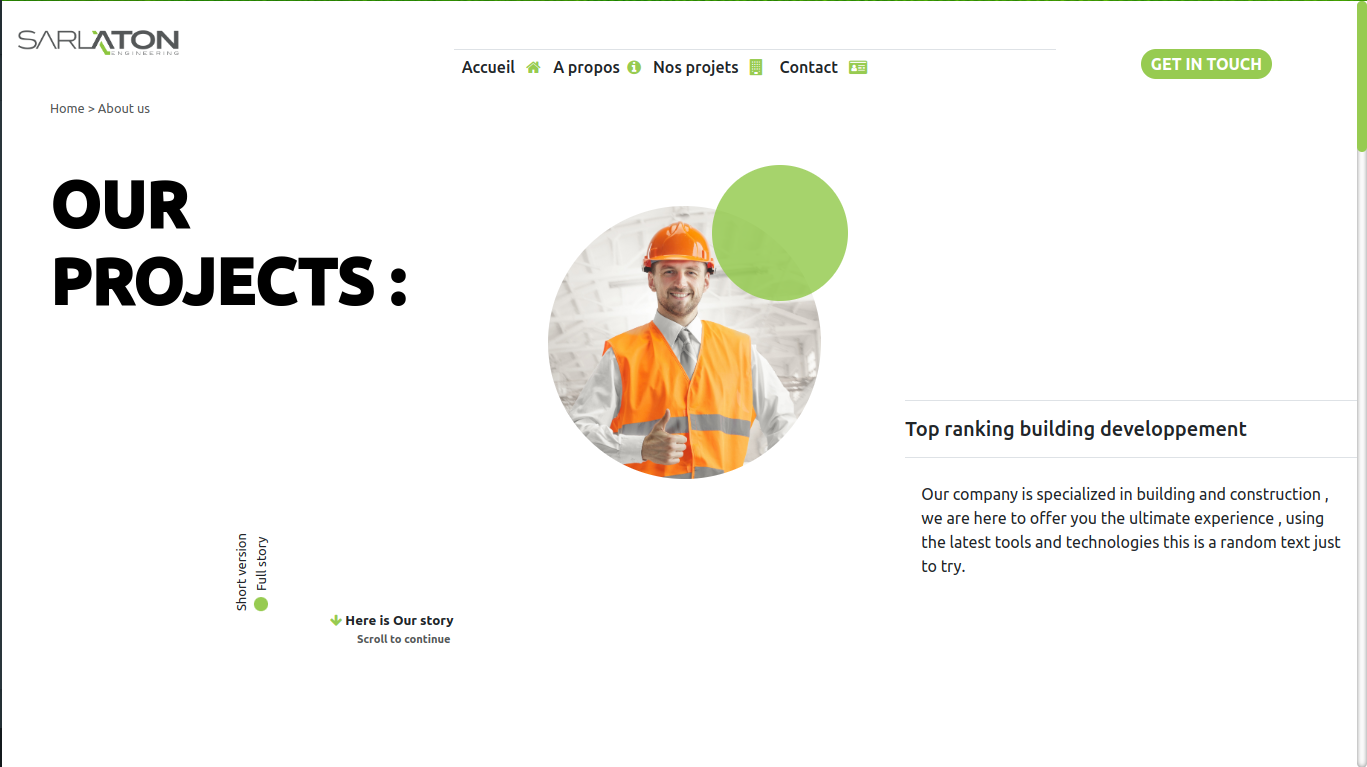 SARLATON
ENGINEERING
Accueil A propos Nos projets Contact
GET IN TOUCH
Home > About us
OUR
PROJECTS :
Top ranking building developpement
Our company is specialized in building and construction ,
we are here to offer you the ultimate experience , using
the latest tools and technologies this is a random text just
to try.
Short version
Full story
Here is Our story
Scroll to continue